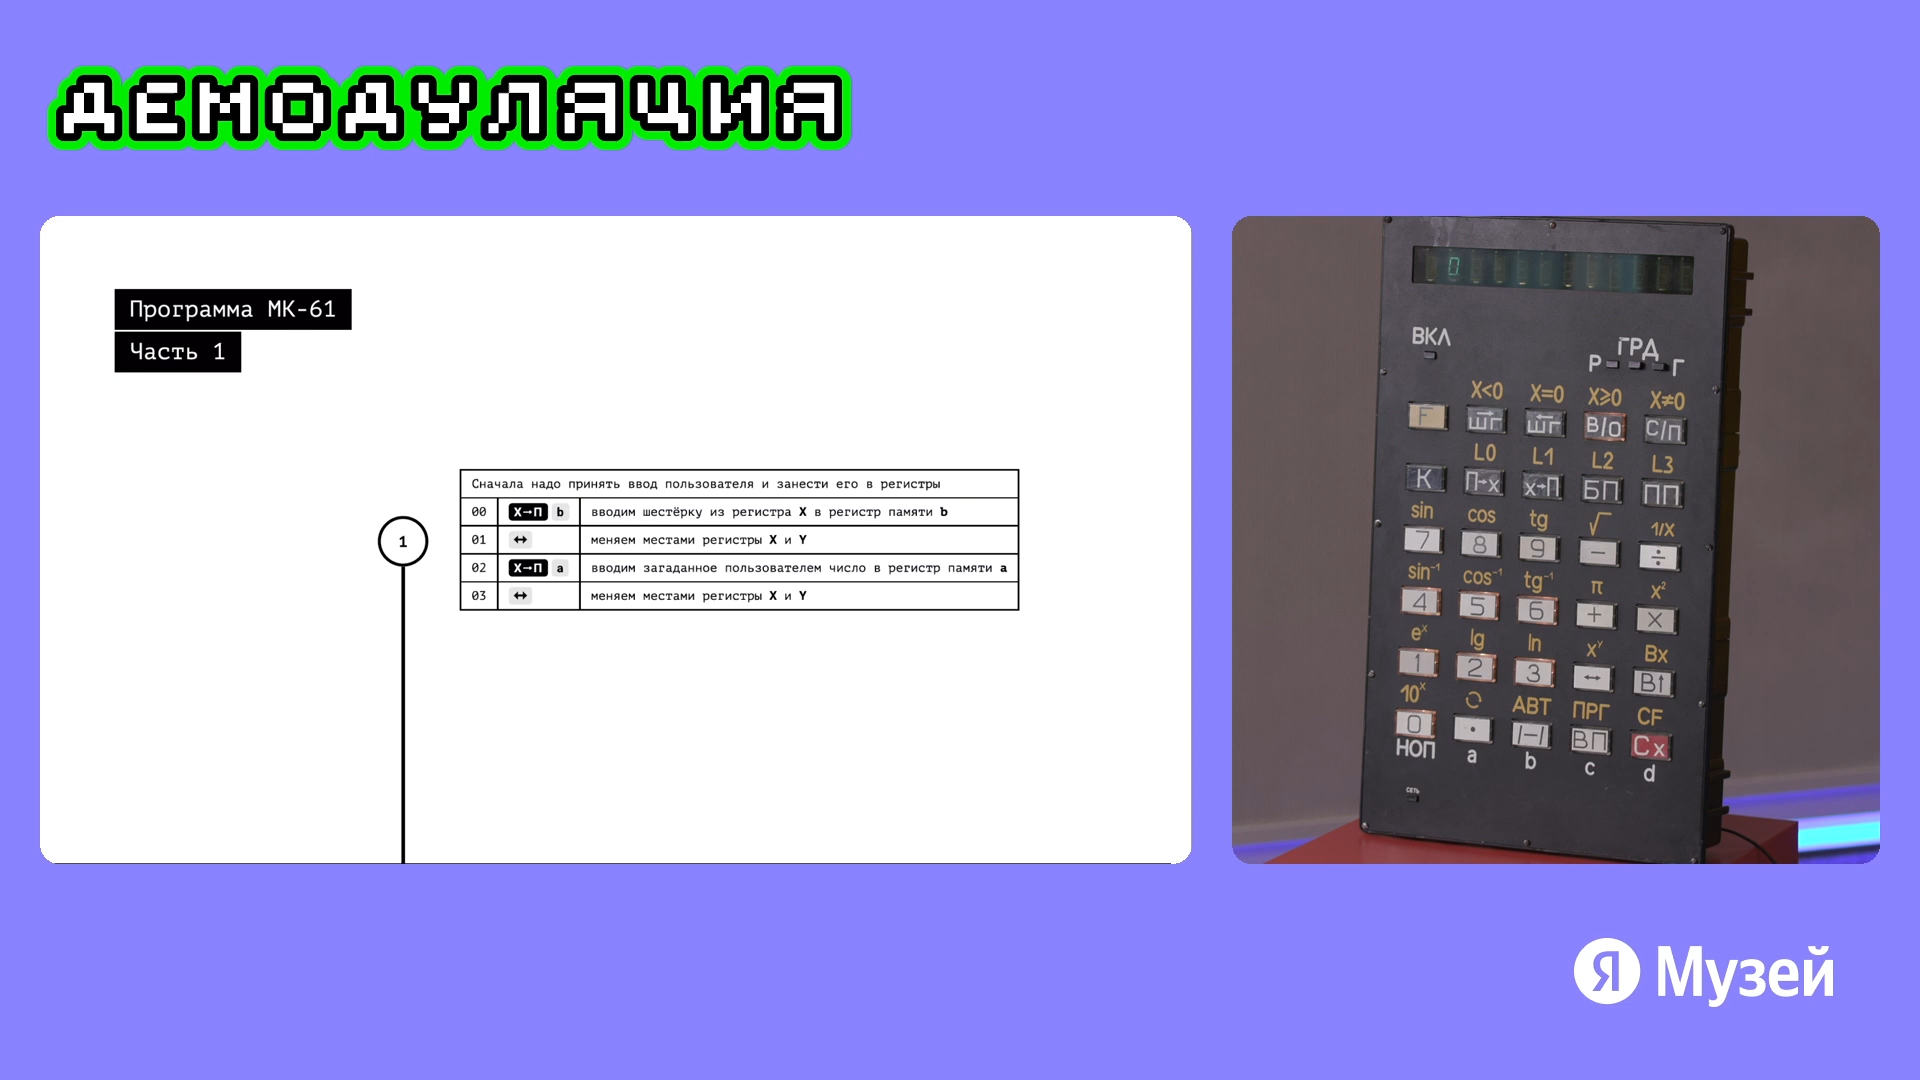 ДЕМОДУЛЯЦИЯ
Программа МК-61
Часть 1
Сначала надо принять ввод пользователя и занести его в регистры
00 X→П b вводим шестёрку из регистра X в регистр памяти b
1
01 ↔ меняем местами регистры X и Y
02 X→П a вводим загаданное пользователем число в регистр памяти a
03 ↔ меняем местами регистры X и Y
0
ВКЛ
ГРД
Р Г
X<0 X=0 X⩾0 X≠0
F ШГ ШГ В/О С/П
L0 L1 L2 L3
К П→x x→П БП ПП
sin cos tg √ 1/X
7 8 9 − ÷
sin⁻¹ cos⁻¹ tg⁻¹ π x²
4 5 6 + X
eˣ lg ln xʸ Вx
1 2 3 ↔ В↑
10ˣ АВТ ПРГ CF
0 • /−/ ВП Cx
НОП a b c d
СЕТЬ
Я Музей